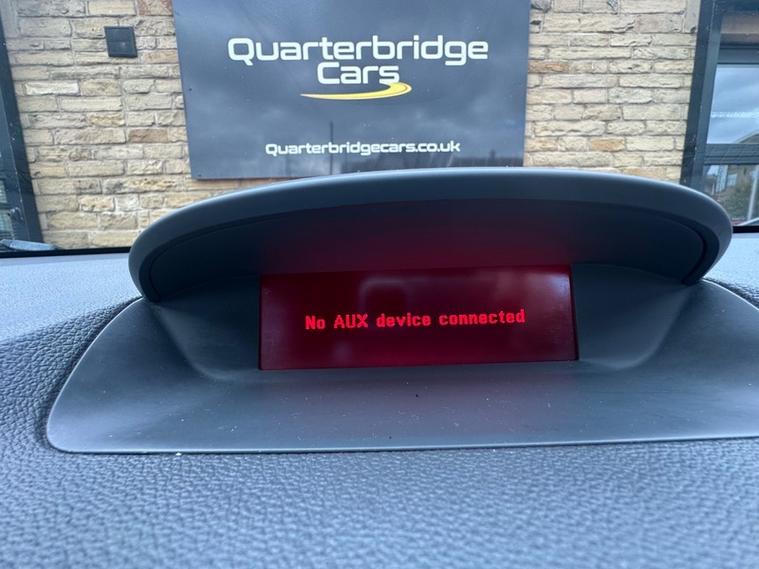 Quarterbridge
Cars
Quarterbridgecars.co.uk
No AUX device connected